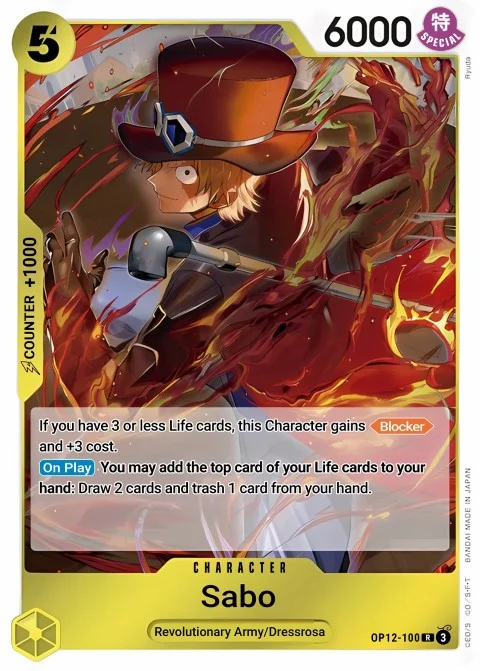 5
6000
特
SPECIAL
Ryuda
COUNTER +1000
If you have 3 or less Life cards, this Character gains Blocker
and +3 cost.
On Play You may add the top card of your Life cards to your
hand: Draw 2 cards and trash 1 card from your hand.
CHARACTER
Sabo
Revolutionary Army/Dressrosa
OP12-100 R 3
©EO/S ©O/S·F·T BANDAI MADE IN JAPAN